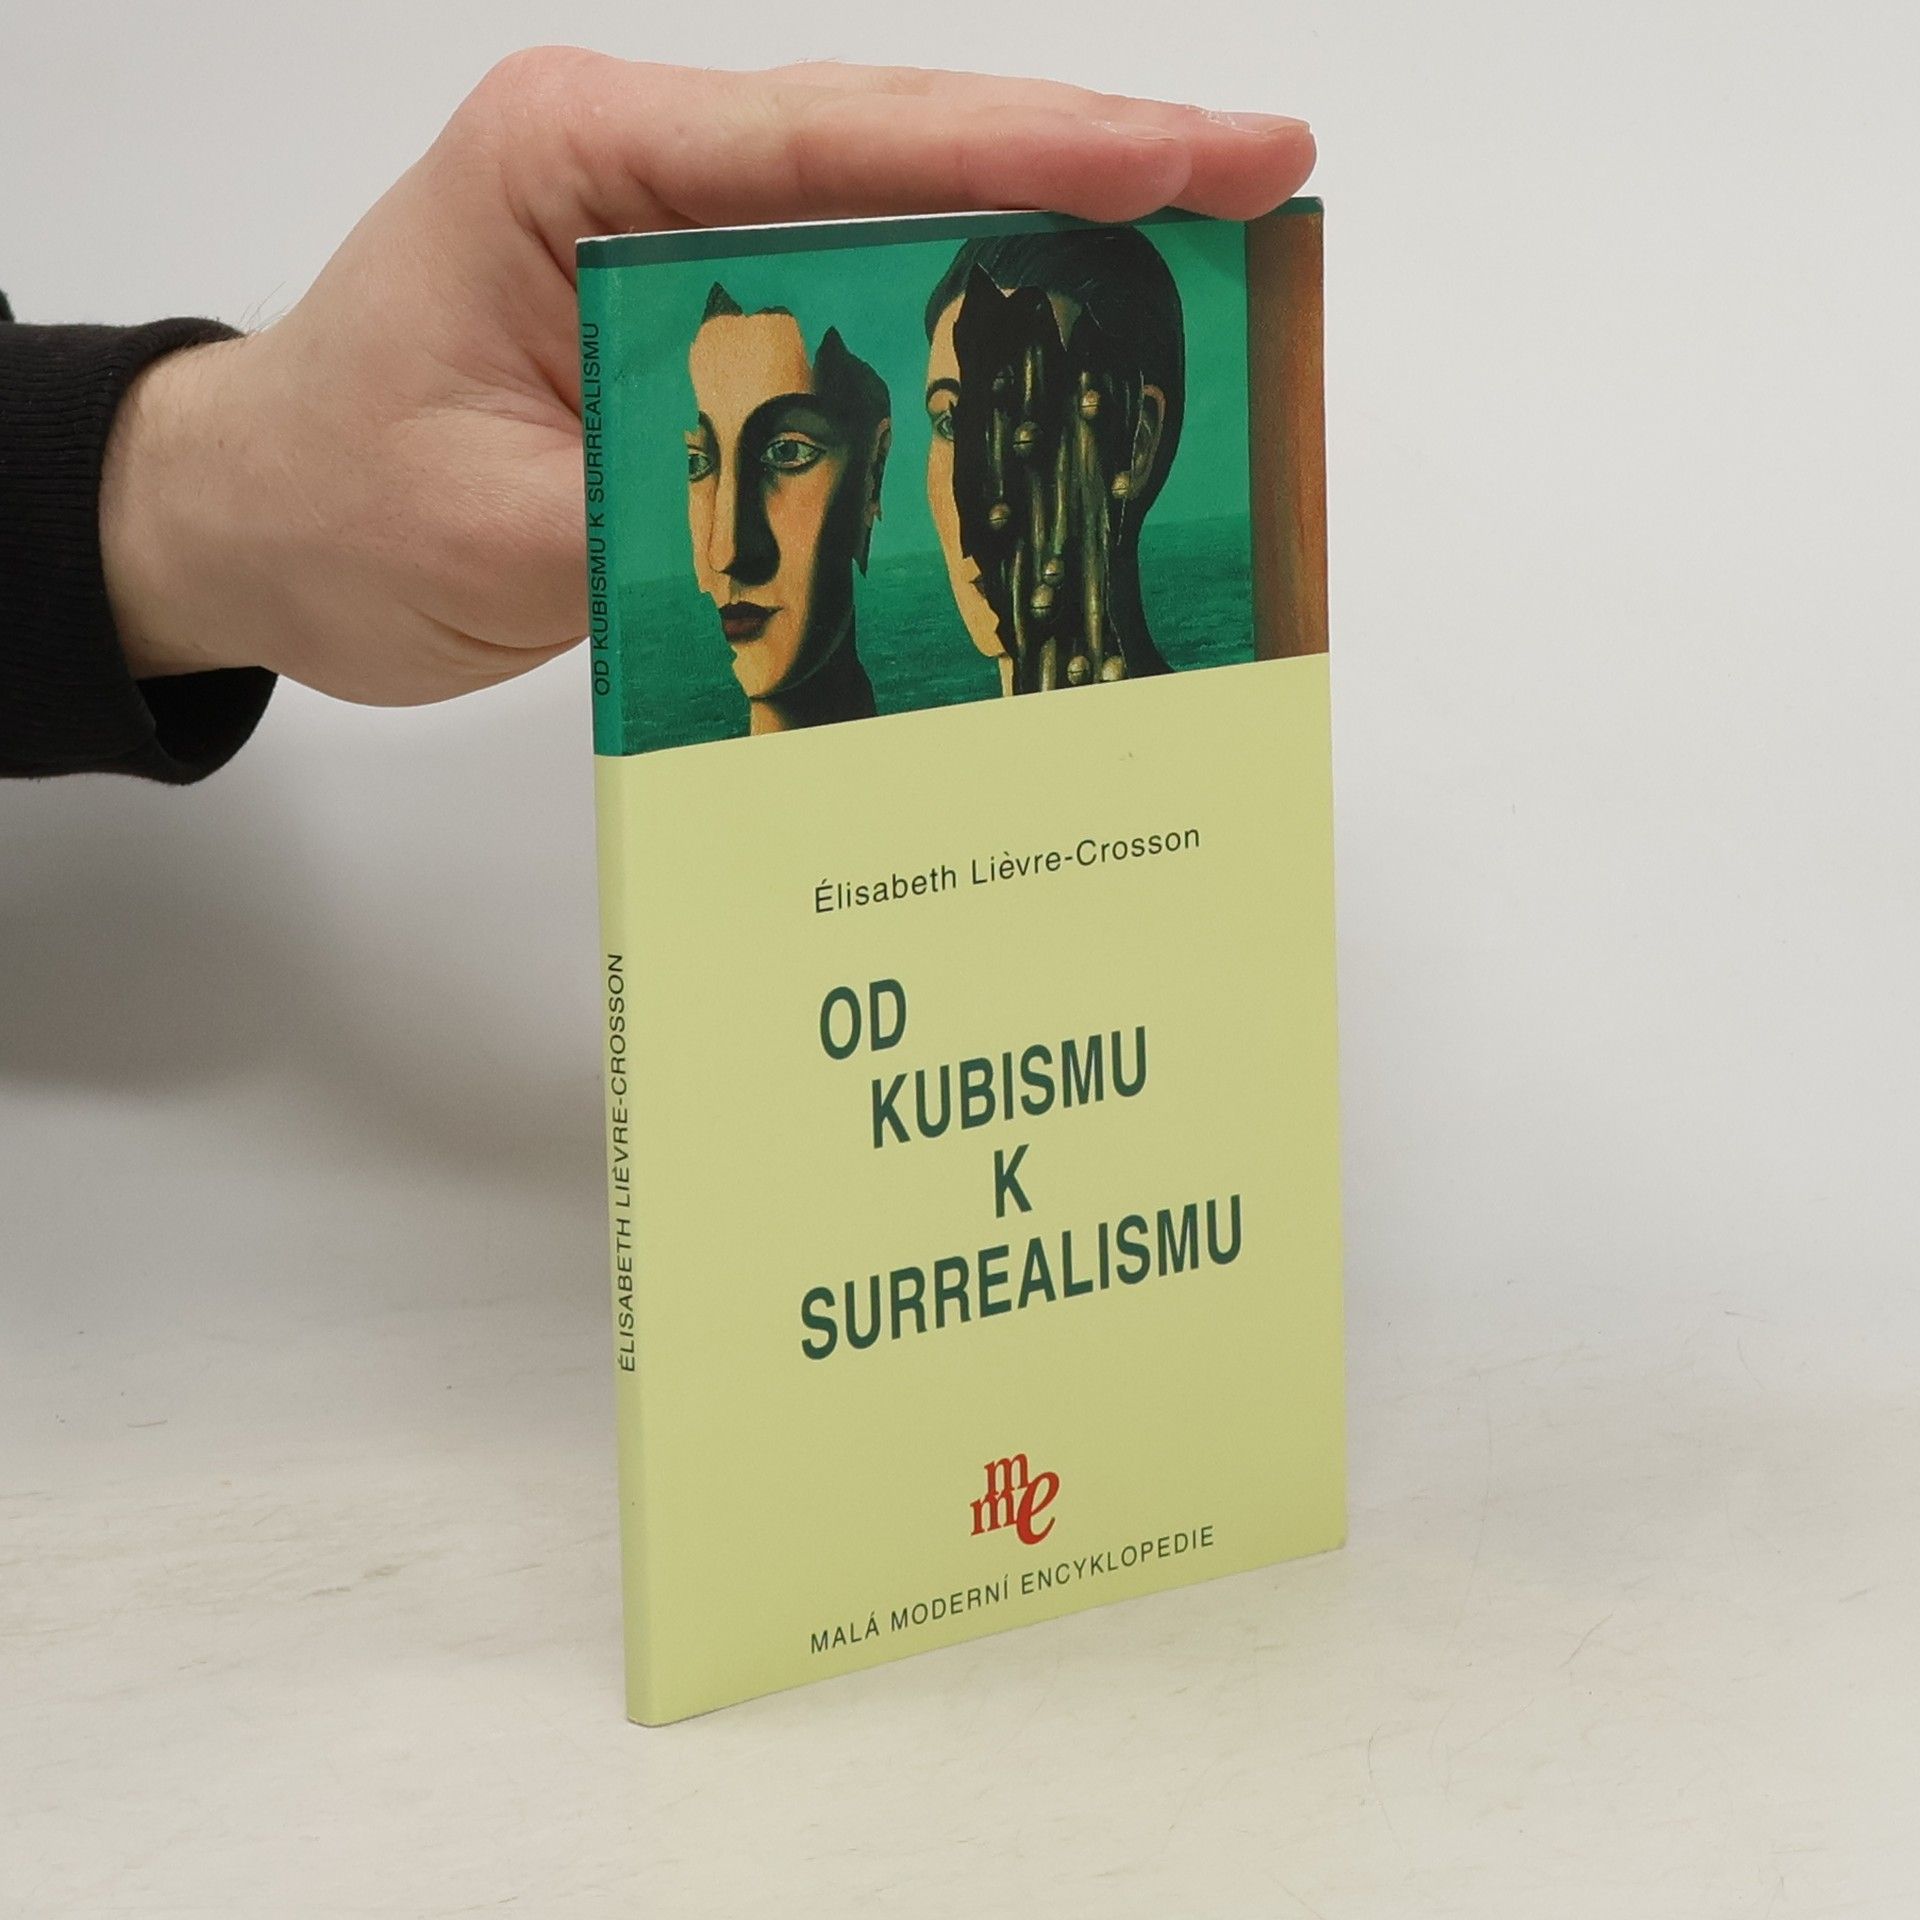 OD KUBISMU K SURREALISMU
ÉLISABETH LIÈVRE-CROSSON
Élisabeth Lièvre-Crosson
OD
KUBISMU
K
SURREALISMU
mme
MALÁ MODERNÍ ENCYKLOPEDIE